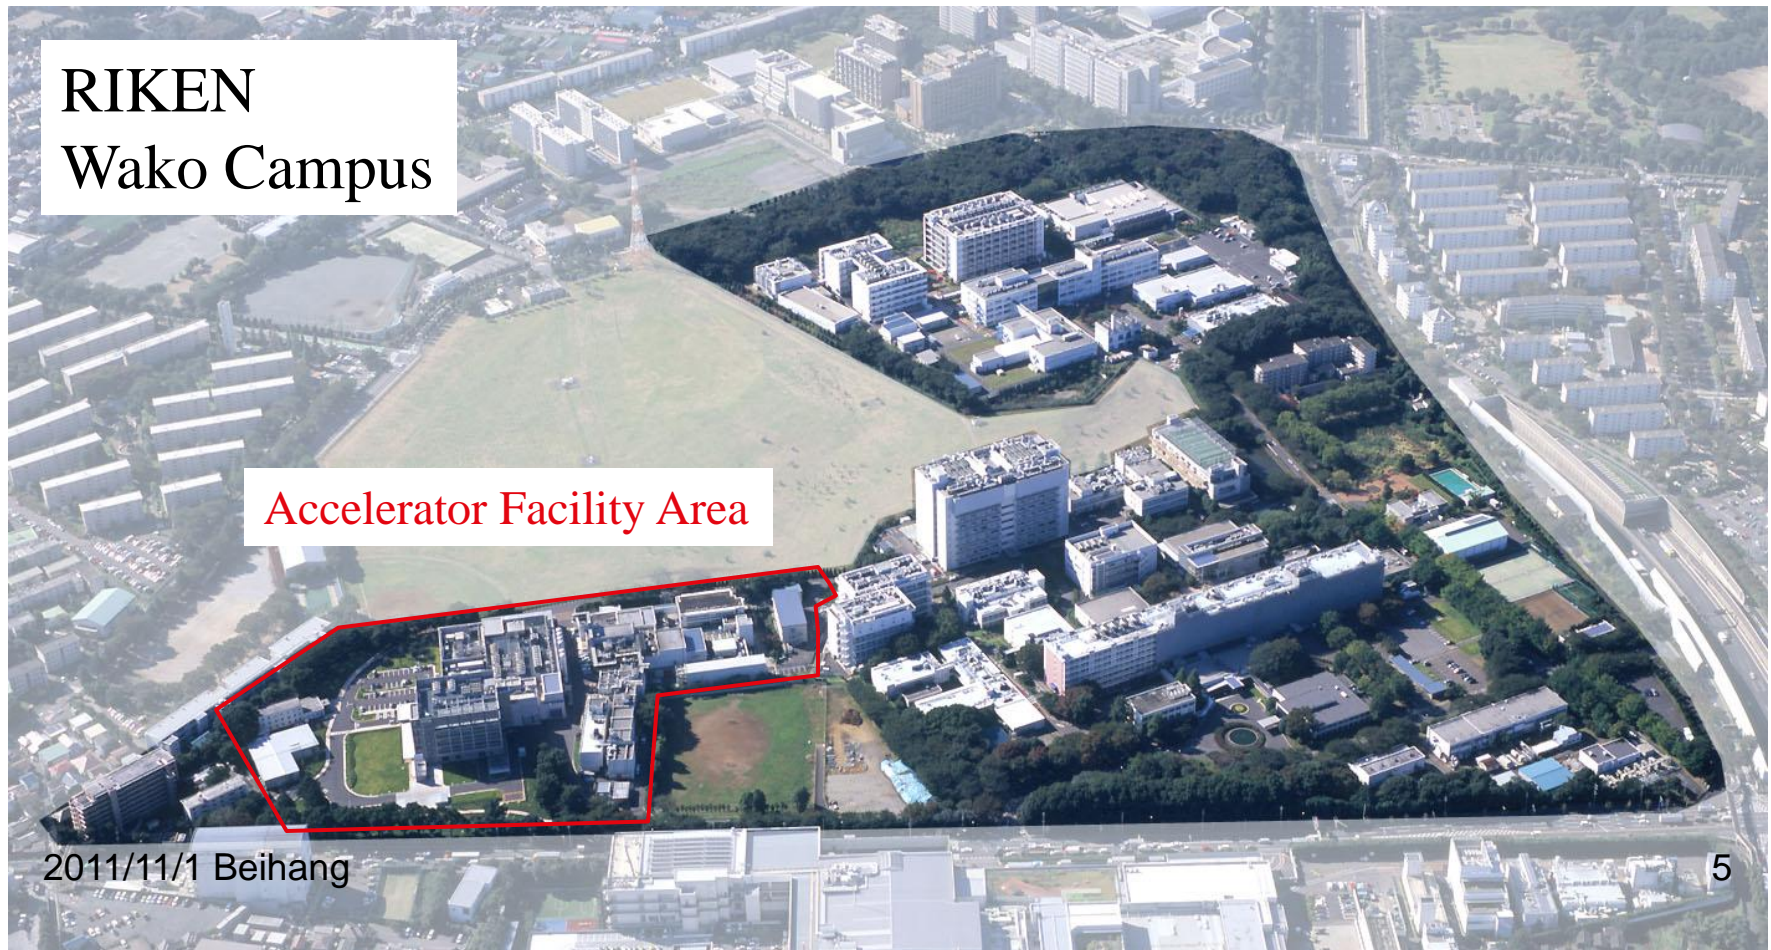 RIKEN
Wako Campus
Accelerator Facility Area
2011/11/1 Beihang
5